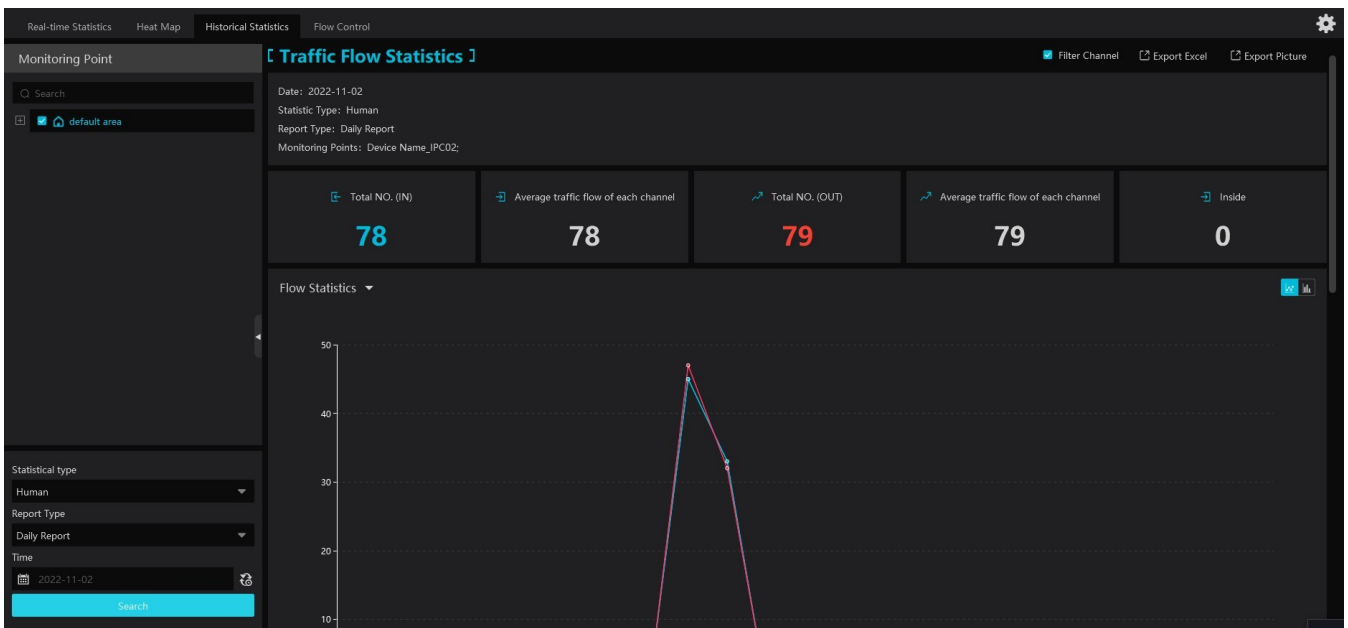 Real-time Statistics Heat Map Historical Statistics Flow Control
Monitoring Point
Search
default area
Statistical type
Human
Report Type
Daily Report
Time
2022-11-02
Search
[ Traffic Flow Statistics ]
Filter Channel Export Excel Export Picture
Date: 2022-11-02
Statistic Type: Human
Report Type: Daily Report
Monitoring Points: Device Name_IPC02;
Total NO. (IN)
78
Average traffic flow of each channel
78
Total NO. (OUT)
79
Average traffic flow of each channel
79
Inside
0
Flow Statistics
50
40
30
20
10